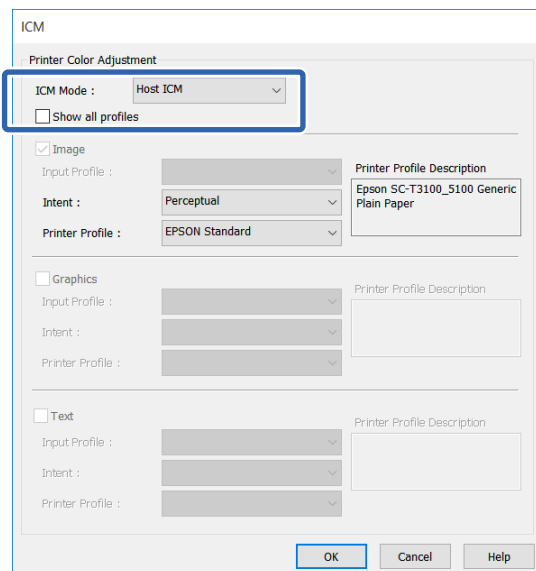 ICM
Printer Color Adjustment
ICM Mode : Host ICM
Show all profiles
Image
Input Profile :
Printer Profile Description
Intent : Perceptual
Epson SC-T3100_5100 Generic
Plain Paper
Printer Profile : EPSON Standard
Graphics
Input Profile :
Printer Profile Description
Intent :
Printer Profile :
Text
Input Profile :
Printer Profile Description
Intent :
Printer Profile :
OK Cancel Help